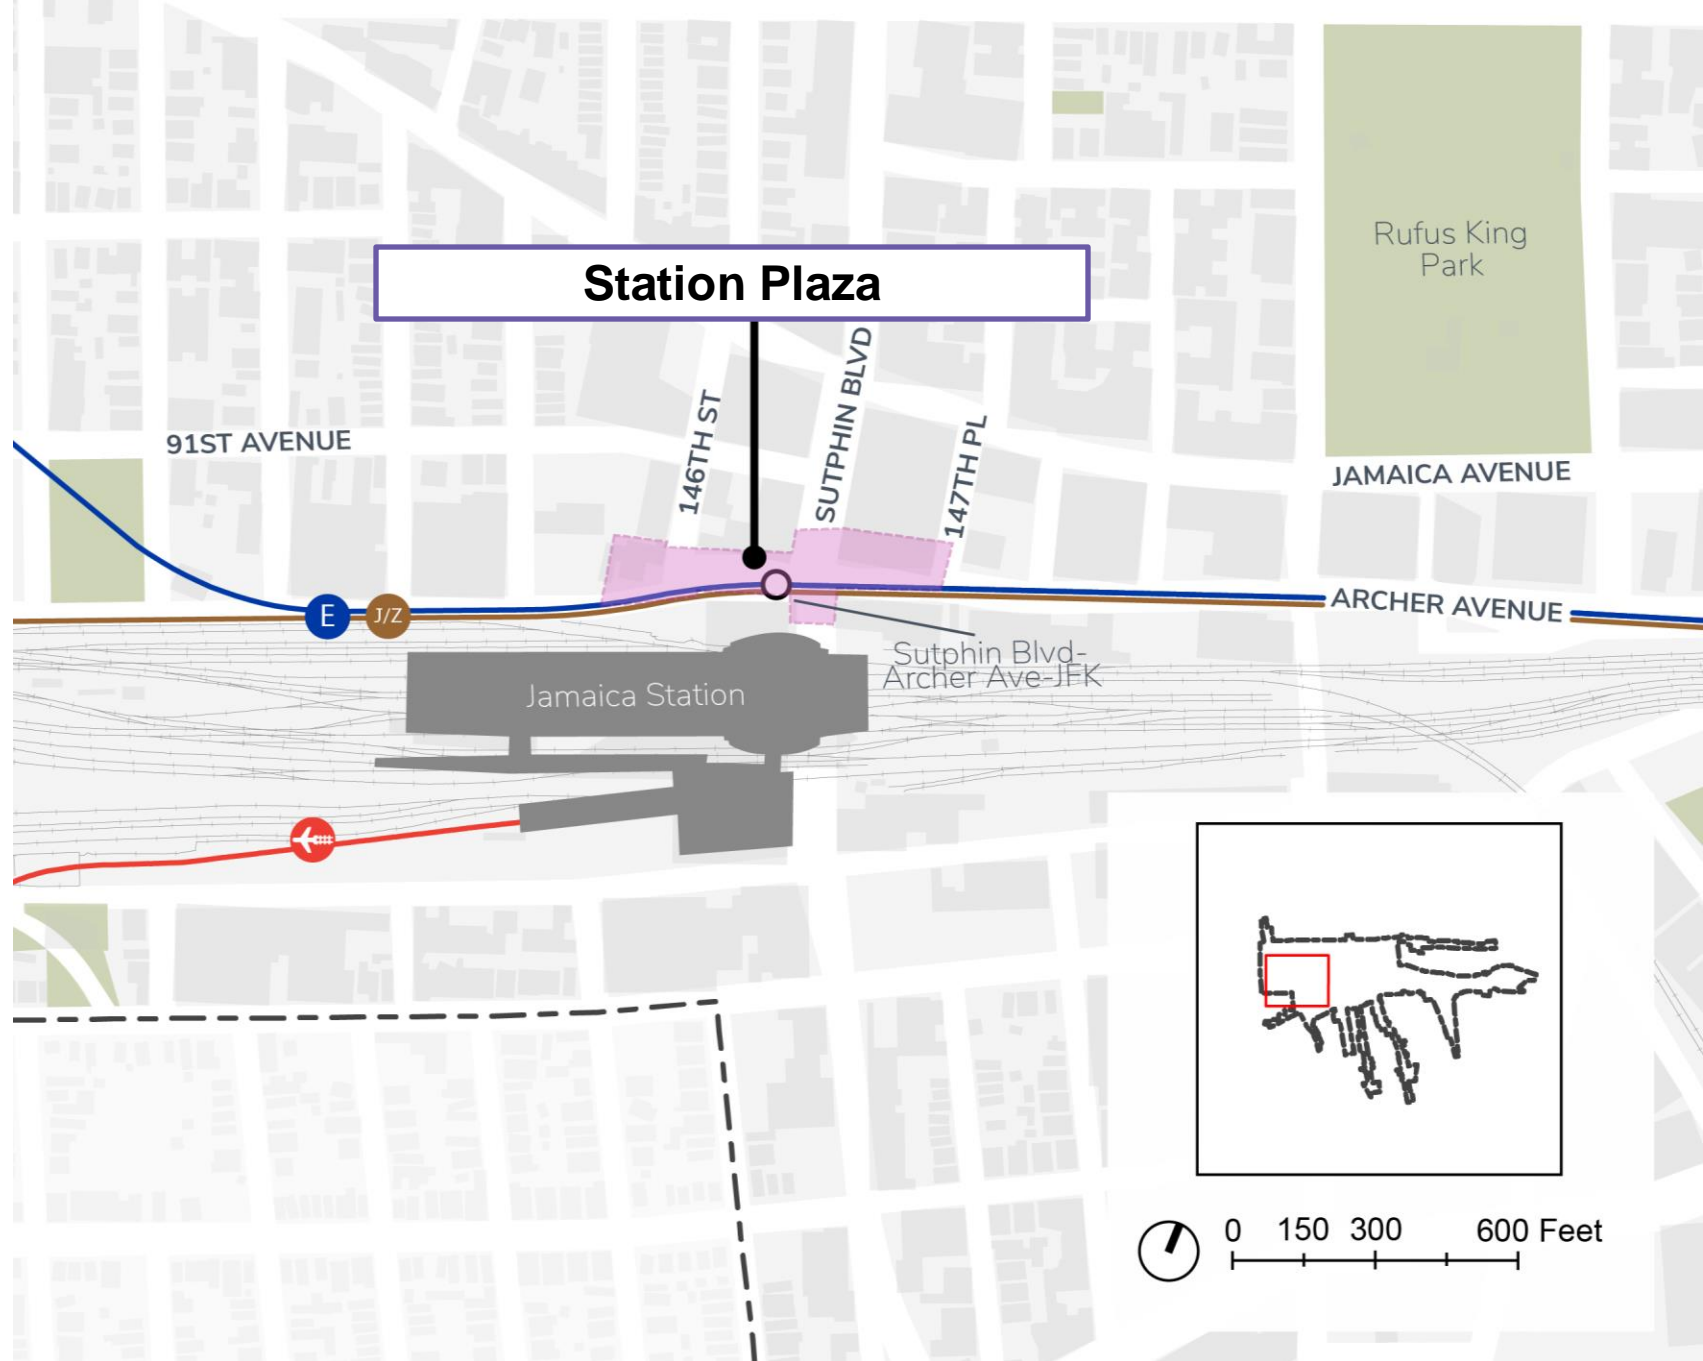 Rufus King
Park
Station Plaza
SUTPHIN BLVD
146TH ST
147TH PL
91ST AVENUE
JAMAICA AVENUE
E
J/Z
ARCHER AVENUE
Sutphin Blvd-
Archer Ave-JFK
Jamaica Station
0 150 300 600 Feet